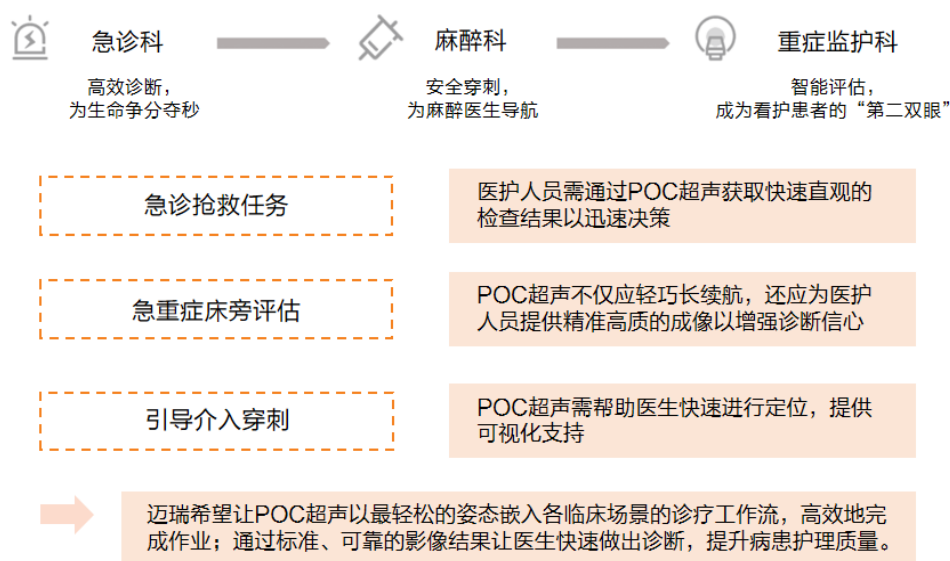 急诊科
麻醉科
重症监护科
高效诊断，
为生命争分夺秒
安全穿刺，
为麻醉医生导航
智能评估，
成为看护患者的“第二双眼”
急诊抢救任务
医护人员需通过POC超声获取快速直观的
检查结果以迅速决策
急重症床旁评估
POC超声不仅应轻巧长续航，还应为医护
人员提供精准高质的成像以增强诊断信心
引导介入穿刺
POC超声需帮助医生快速进行定位，提供
可视化支持
迈瑞希望让POC超声以最轻松的姿态嵌入各临床场景的诊疗工作流，高效地完
成作业；通过标准、可靠的影像结果让医生快速做出诊断，提升病患护理质量。